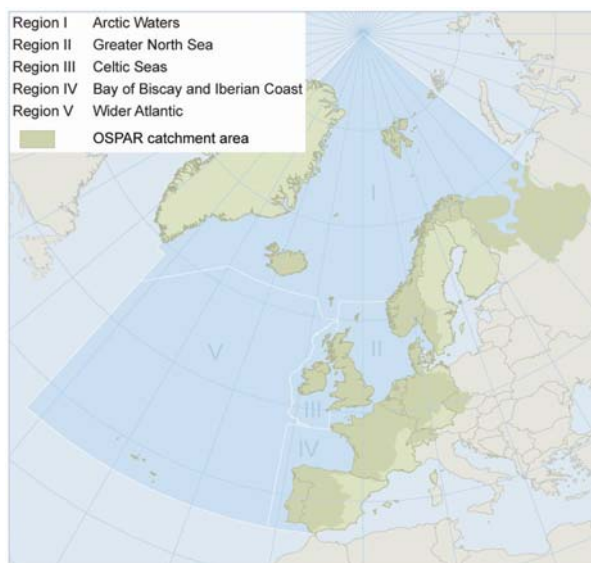 Region I Arctic Waters
Region II Greater North Sea
Region III Celtic Seas
Region IV Bay of Biscay and Iberian Coast
Region V Wider Atlantic
OSPAR catchment area
I
II
V
III
IV